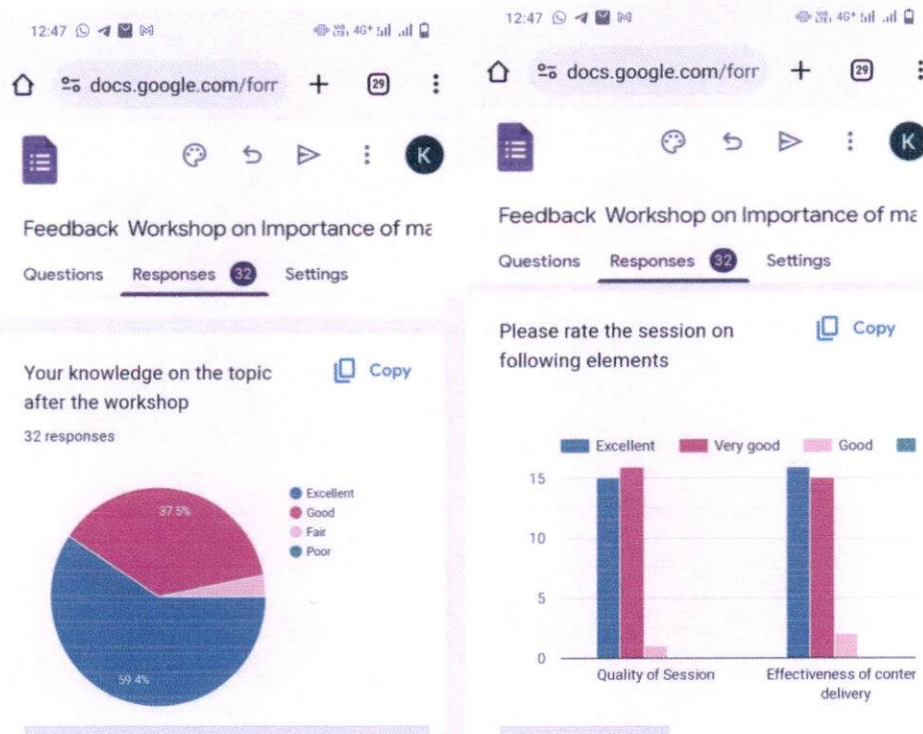 12:47
4G+
docs.google.com/forr
29
K
Feedback Workshop on Importance of ma
Questions Responses 32 Settings
Your knowledge on the topic
after the workshop
Copy
32 responses
37.5%
59.4%
Excellent
Good
Fair
Poor
12:47
4G+
docs.google.com/forr
29
K
Feedback Workshop on Importance of ma
Questions Responses 32 Settings
Please rate the session on
following elements
Copy
Excellent Very good Good
15
10
5
0
Quality of Session
Effectiveness of conter
delivery